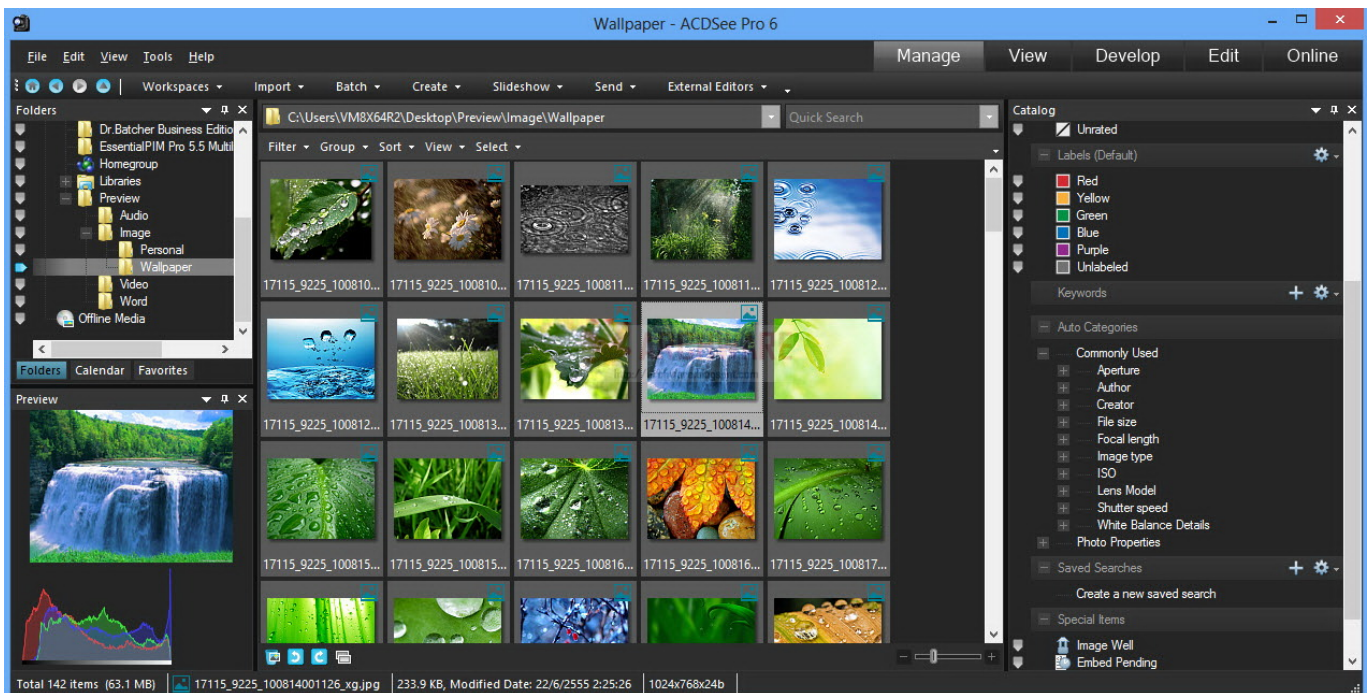 Wallpaper - ACDSee Pro 6
File Edit View Tools Help
Manage View Develop Edit Online
Workspaces Import Batch Create Slideshow Send External Editors
Folders
Dr.Batcher Business Editio
EssentialPIM Pro 5.5 Multil
Homegroup
Libraries
Preview
Audio
Image
Personal
Wallpaper
Video
Word
Offline Media
Folders Calendar Favorites
Preview
C:\Users\VM8X64R2\Desktop\Preview\Image\Wallpaper
Quick Search
Filter Group Sort View Select
17115_9225_100810... 17115_9225_100810... 17115_9225_100811... 17115_9225_100811... 17115_9225_100812...
17115_9225_100812... 17115_9225_100813... 17115_9225_100813... 17115_9225_100814... 17115_9225_100814...
17115_9225_100815... 17115_9225_100815... 17115_9225_100816... 17115_9225_100816... 17115_9225_100817...
Catalog
Unrated
Labels (Default)
Red
Yellow
Green
Blue
Purple
Unlabeled
Keywords
Auto Categories
Commonly Used
Aperture
Author
Creator
File size
Focal length
Image type
ISO
Lens Model
Shutter speed
White Balance Details
Photo Properties
Saved Searches
Create a new saved search
Special Items
Image Well
Embed Pending
Total 142 items (63.1 MB) 17115_9225_100814001126_xg.jpg 233.9 KB, Modified Date: 22/6/2555 2:25:26 1024x768x24b